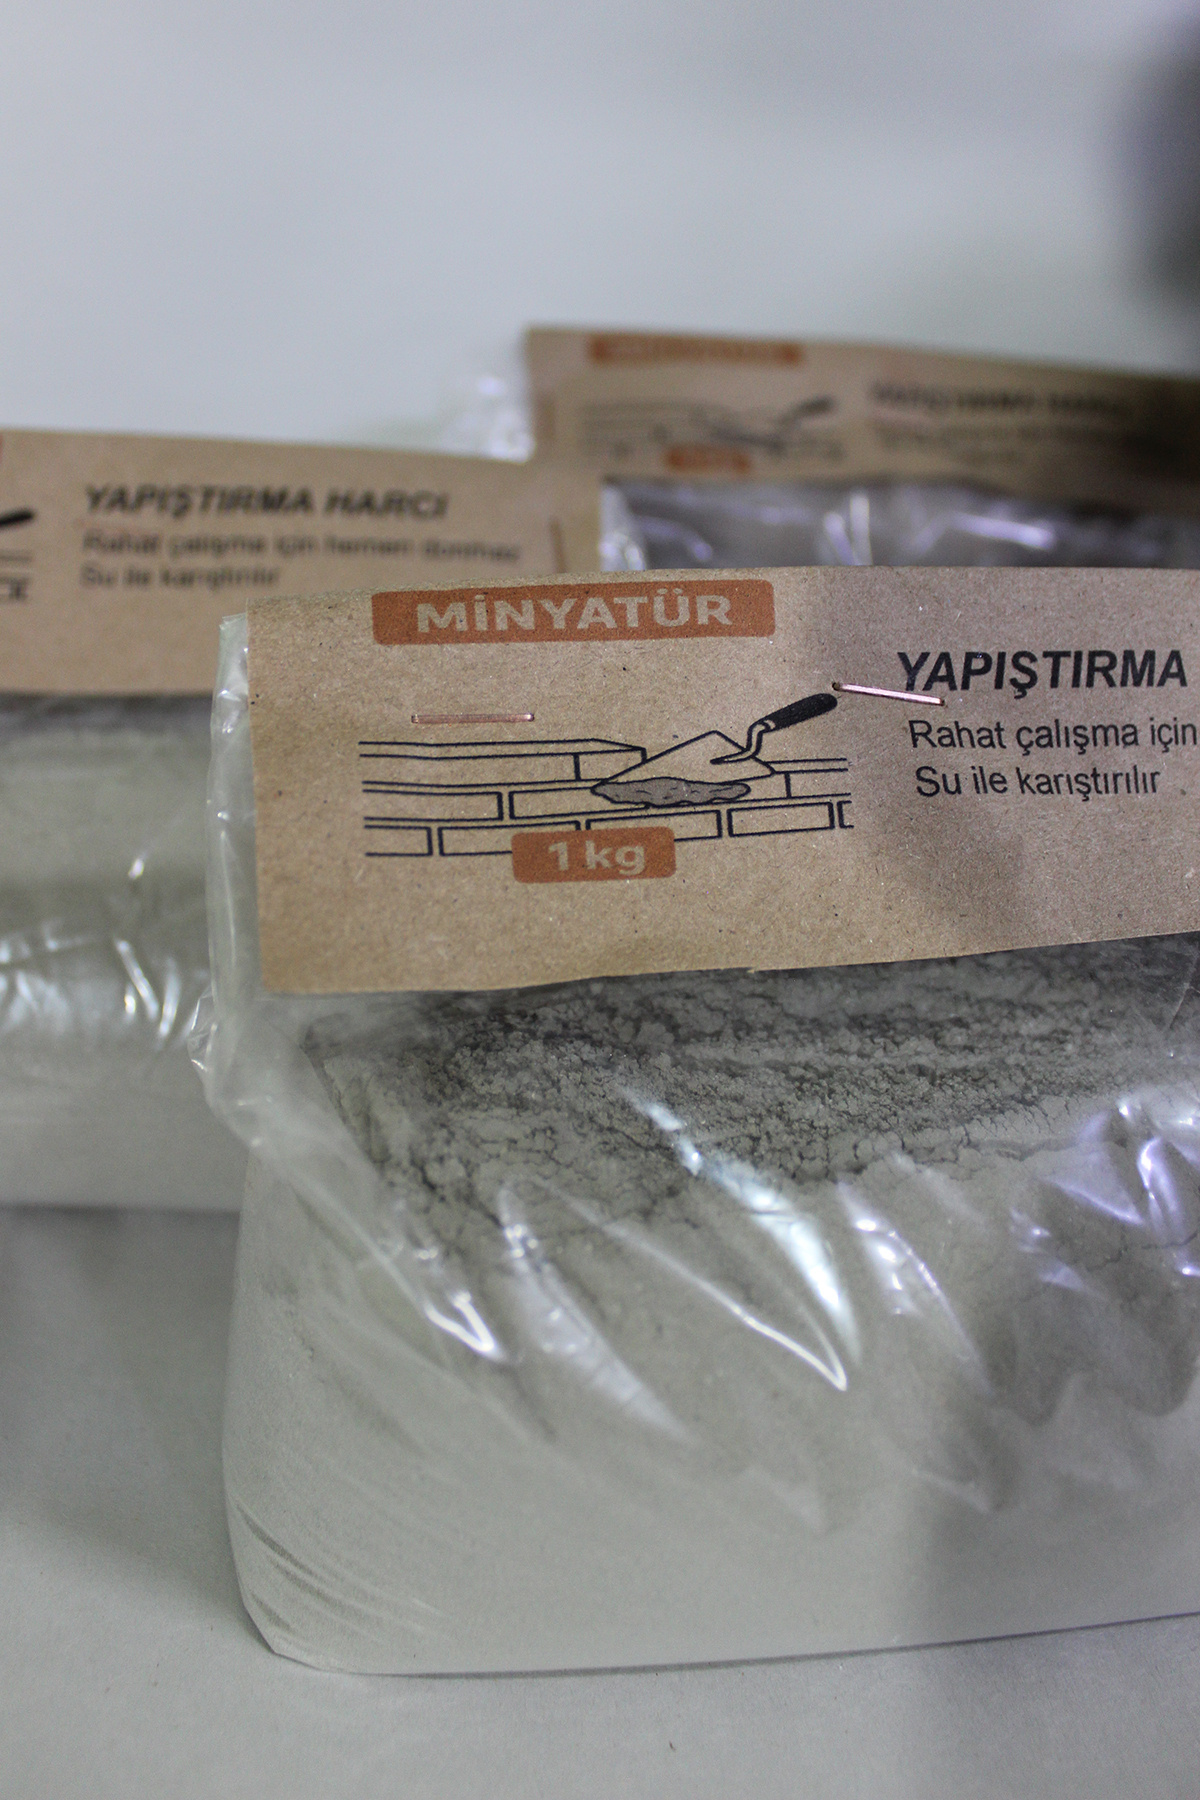 YAPIŞTIRMA HARCI
Rahat çalışma için hemen donmaz
Su ile karıştırılır
MİNYATÜR
1 kg
YAPIŞTIRMA
Rahat çalışma için
Su ile karıştırılır